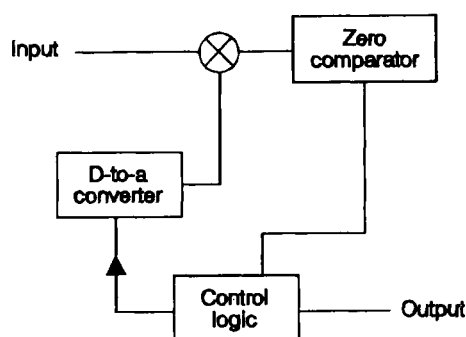 Input
Zero
comparator
D-to-a
converter
Control
logic
Output